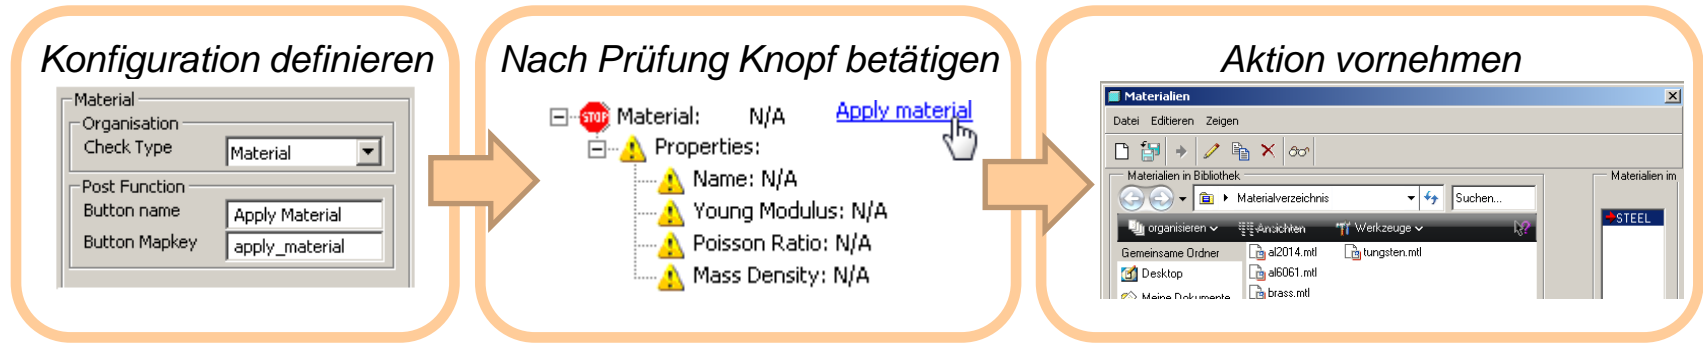 Konfiguration definieren
Material
Organisation
Check Type Material
Post Function
Button name Apply Material
Button Mapkey apply_material
Nach Prüfung Knopf betätigen
STOP Material: N/A Apply material
Properties:
Name: N/A
Young Modulus: N/A
Poisson Ratio: N/A
Mass Density: N/A
Aktion vornehmen
Materialien
Datei Editieren Zeigen
Materialien in Bibliothek Materialien im
Materialverzeichnis Suchen...
organisieren Ansichten Werkzeuge
Gemeinsame Ordner al2014.mtl tungsten.mtl
Desktop al6061.mtl
Meine Dokumente brass.mtl
STEEL